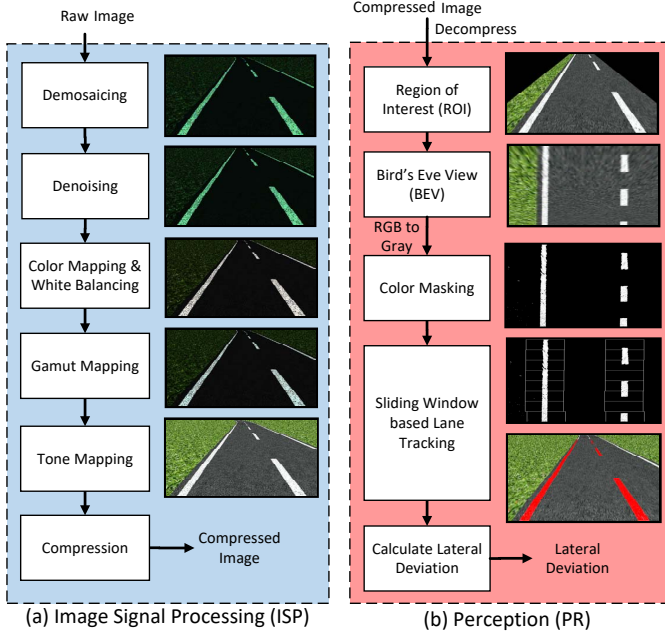 Raw Image
Demosaicing
Denoising
Color Mapping &
White Balancing
Gamut Mapping
Tone Mapping
Compression
Compressed
Image
(a) Image Signal Processing (ISP)
Compressed Image
Decompress
Region of
Interest (ROI)
Bird's Eye View
(BEV)
RGB to
Gray
Color Masking
Sliding Window
based Lane
Tracking
Calculate Lateral
Deviation
Lateral
Deviation
(b) Perception (PR)